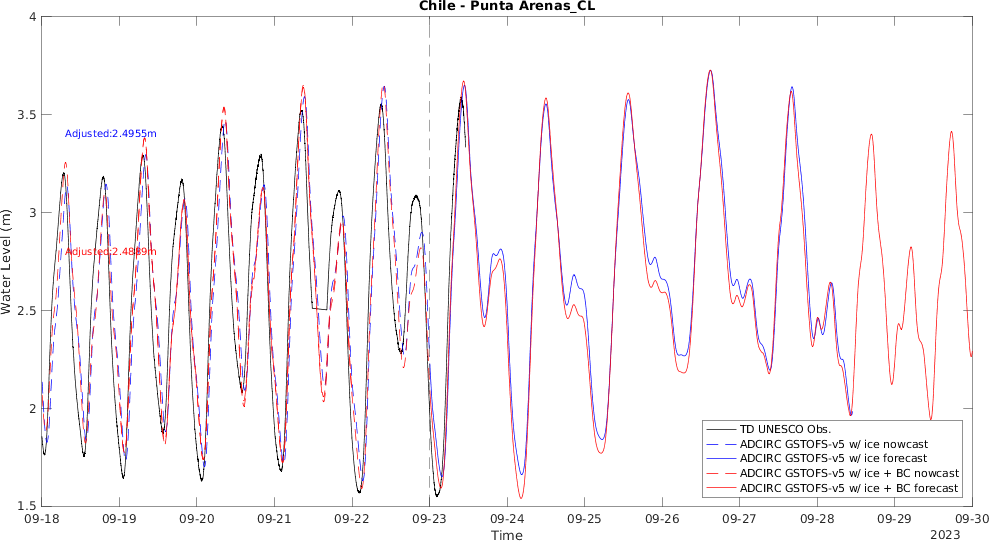 Chile - Punta Arenas_CL
Water Level (m)
4
3.5
3
2.5
2
1.5
Adjusted:2.4955m
Adjusted:2.4889m
TD UNESCO Obs.
ADCIRC GSTOFS-v5 w/ ice nowcast
ADCIRC GSTOFS-v5 w/ ice forecast
ADCIRC GSTOFS-v5 w/ ice + BC nowcast
ADCIRC GSTOFS-v5 w/ ice + BC forecast
09-18 09-19 09-20 09-21 09-22 09-23 09-24 09-25 09-26 09-27 09-28 09-29 09-30
Time
2023